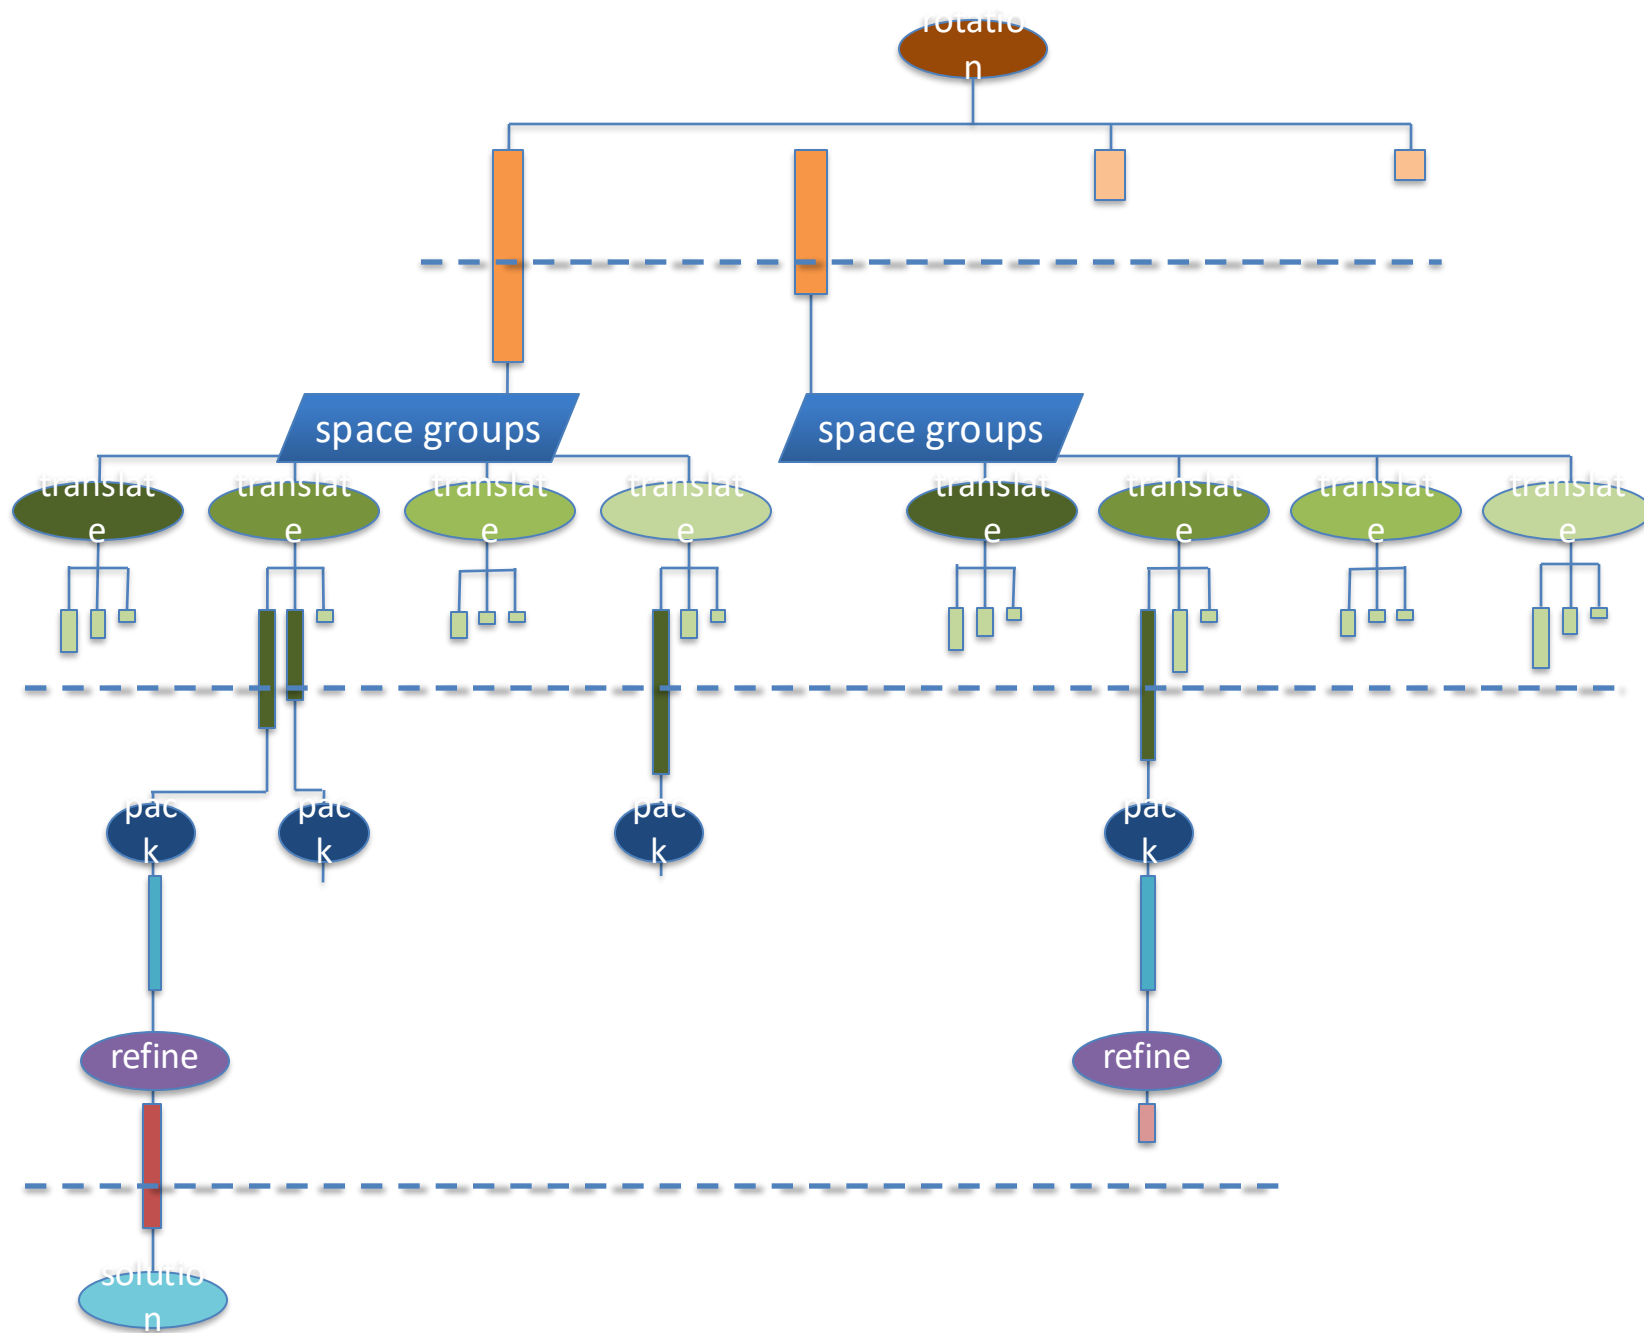 rotatio
n
space groups
space groups
translat
e
translat
e
translat
e
translat
e
translat
e
translat
e
translat
e
translat
e
pac
k
pac
k
pac
k
pac
k
refine
refine
solutio
n